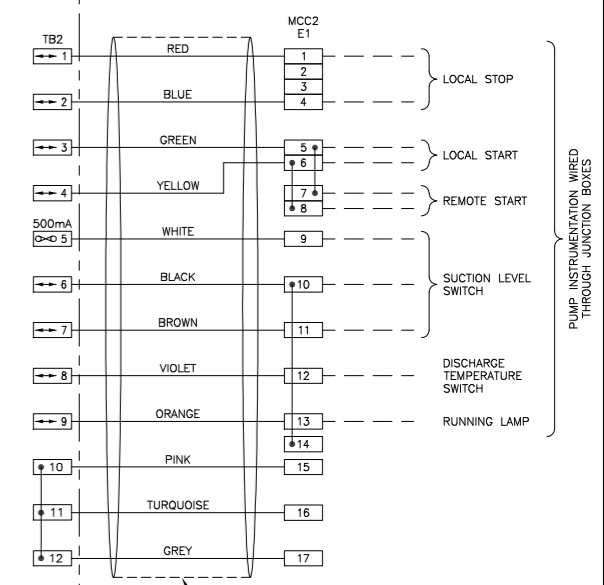 MCC2
E1
TB2
RED
1
1
2
3
BLUE
2
4
LOCAL STOP
GREEN
3
5
6
LOCAL START
YELLOW
4
7
8
REMOTE START
500mA
WHITE
5
9
BLACK
6
10
SUCTION LEVEL
SWITCH
BROWN
7
11
VIOLET
8
12
DISCHARGE
TEMPERATURE
SWITCH
ORANGE
9
13
RUNNING LAMP
14
PINK
10
15
TURQUOISE
11
16
GREY
12
17
PUMP INSTRUMENTATION WIRED
THROUGH JUNCTION BOXES